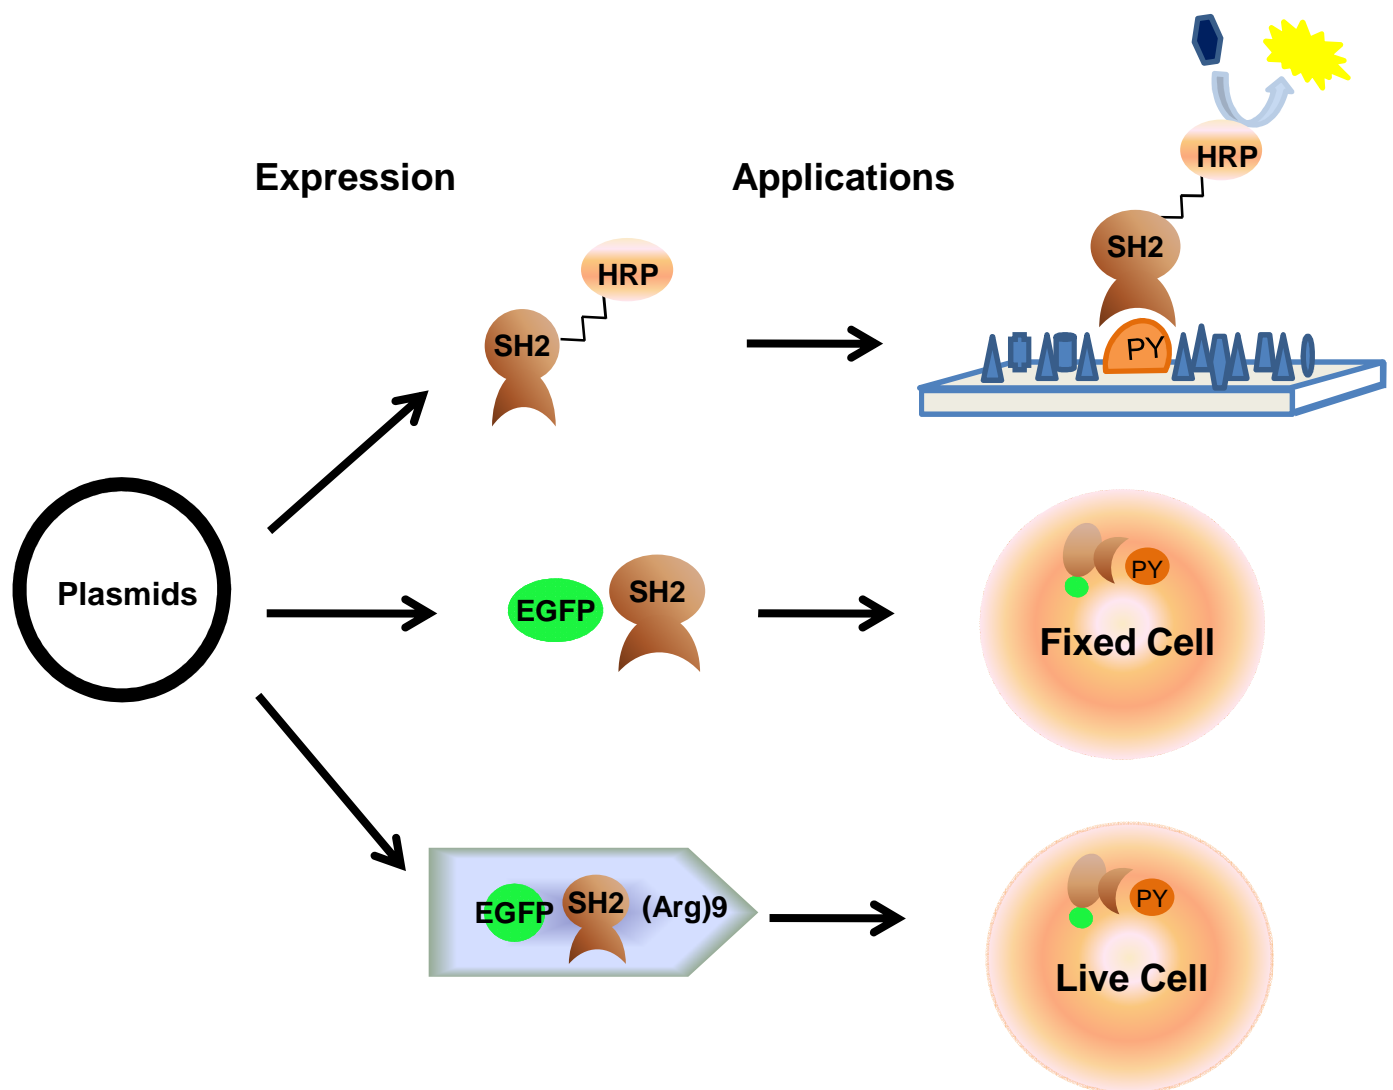 Expression
Applications
HRP
SH2
HRP
SH2
PY
Plasmids
EGFP
SH2
PY
Fixed Cell
EGFP
SH2
(Arg)9
PY
Live Cell